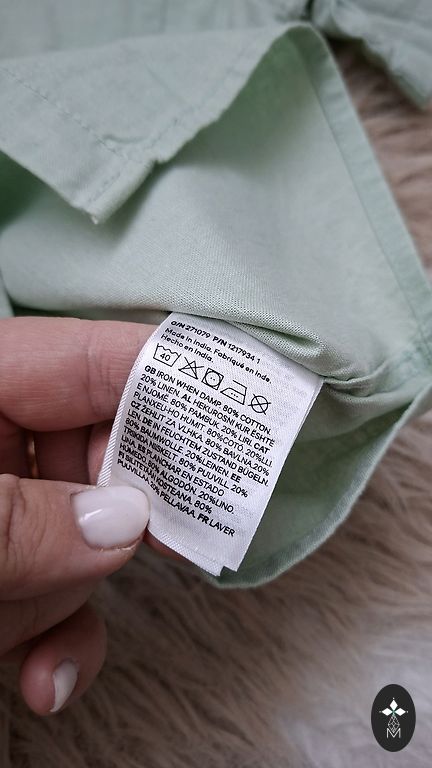 O/N 271079 P/N 1217934 1
Made in India. Fabriqué en Inde.
Hecho en India.
40
GB IRON WHEN DAMP. 80% COTTON.
20% LINEN. AL HEKUROSNI KUR ËSHTË
E NJOMË. 80% PAMBUK. 20% LIRI. CAT
PLANXEU-HO HUMIT. 80% COTÓ. 20%LLI
CZ ŽEHLIT ZA VLHKA. 80% BAVLNA.20%
LEN. DE IN FEUCHTEM ZUSTAND BÜGELN.
80% BAUMWOLLE. 20%LEINEN. EE
TRIIKIDA NIISKELT. 80% PUUVILL. 20%
LINA. ES PLANCHAR EN ESTADO
HÚMEDO. 80% ALGODÓN. 20%LINO.
KOSTEANA. 80%
PUUVILLAA. PELLAVAA. FR LAVER
M